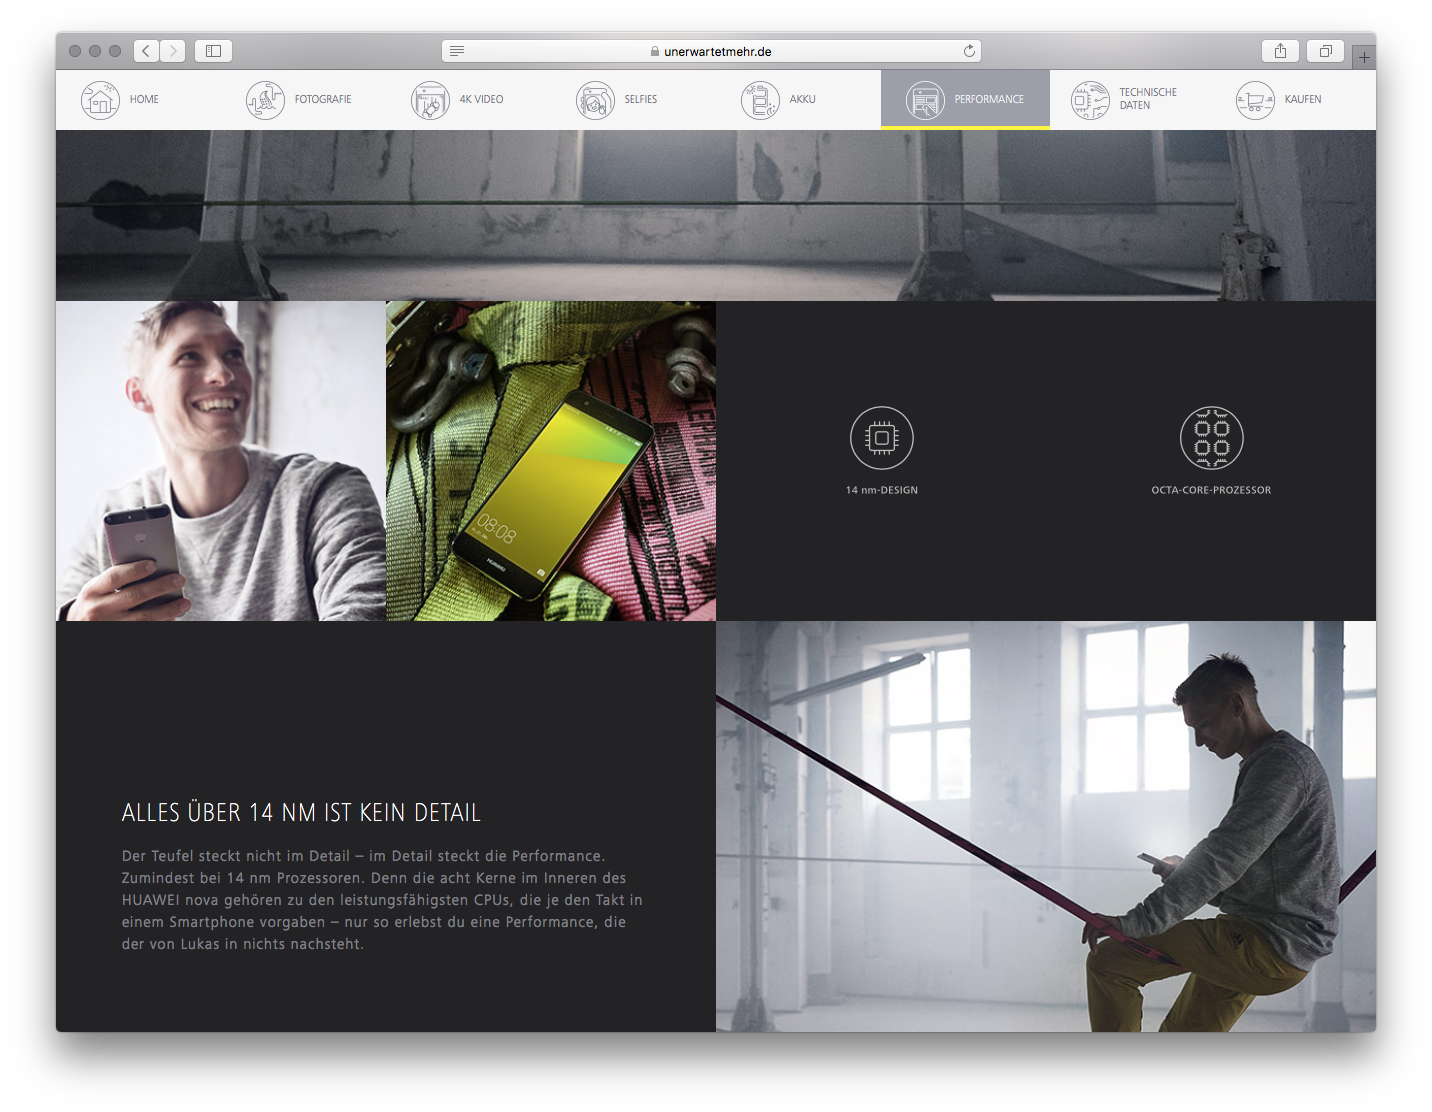 unerwartetmehr.de
HOME
FOTOGRAFIE
4K VIDEO
SELFIES
AKKU
PERFORMANCE
TECHNISCHE
DATEN
KAUFEN
08:08
HUAWEI
14 nm-DESIGN
OCTA-CORE-PROZESSOR
ALLES ÜBER 14 NM IST KEIN DETAIL
Der Teufel steckt nicht im Detail – im Detail steckt die Performance.
Zumindest bei 14 nm Prozessoren. Denn die acht Kerne im Inneren des
HUAWEI nova gehören zu den leistungsfähigsten CPUs, die je den Takt in
einem Smartphone vorgaben – nur so erlebst du eine Performance, die
der von Lukas in nichts nachsteht.